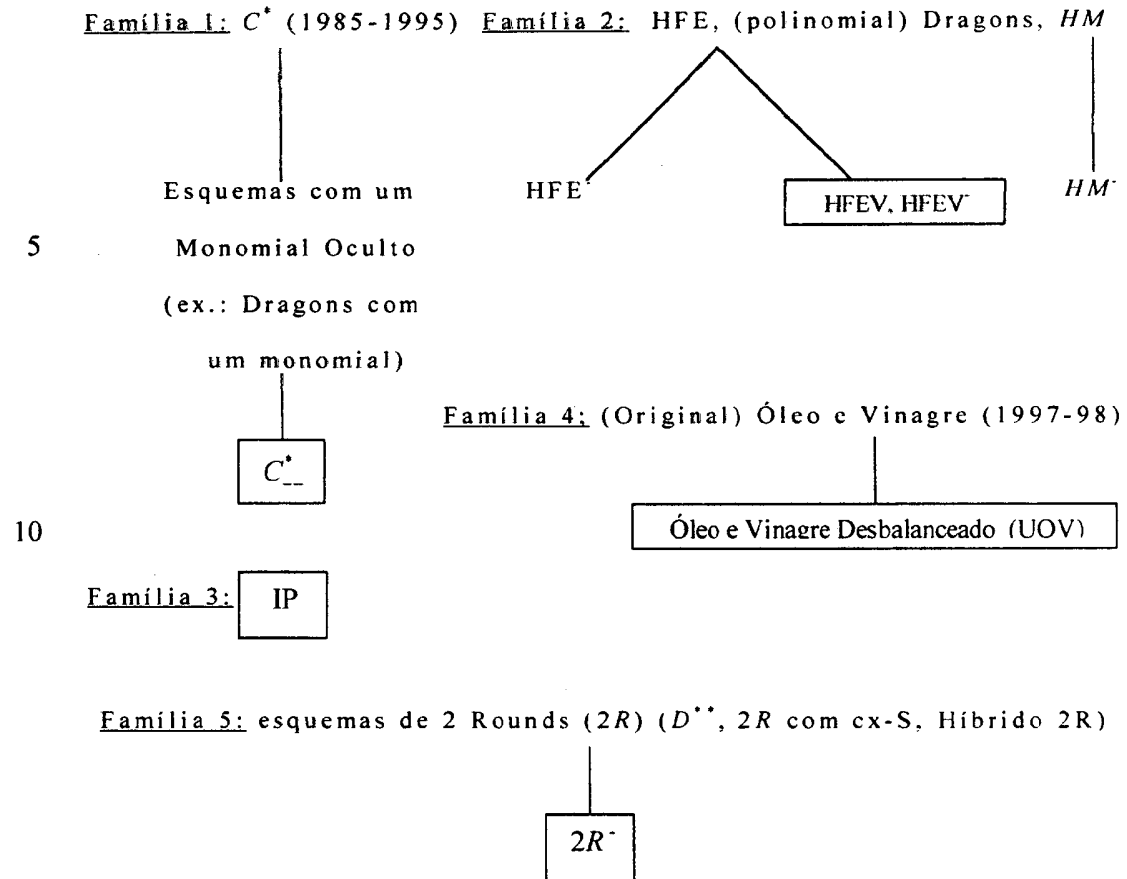 Família 1: C* (1985-1995) Família 2: HFE, (polinomial) Dragons, HM
Esquemas com um HFE⁻ HFEV, HFEV⁻ HM⁻
5 Monomial Oculto
(ex.: Dragons com
um monomial)
Família 4: (Original) Óleo e Vinagre (1997-98)
C*__
10 Óleo e Vinagre Desbalanceado (UOV)
Família 3: IP
Família 5: esquemas de 2 Rounds (2R) (D**, 2R com cx-S, Híbrido 2R)
2R⁻